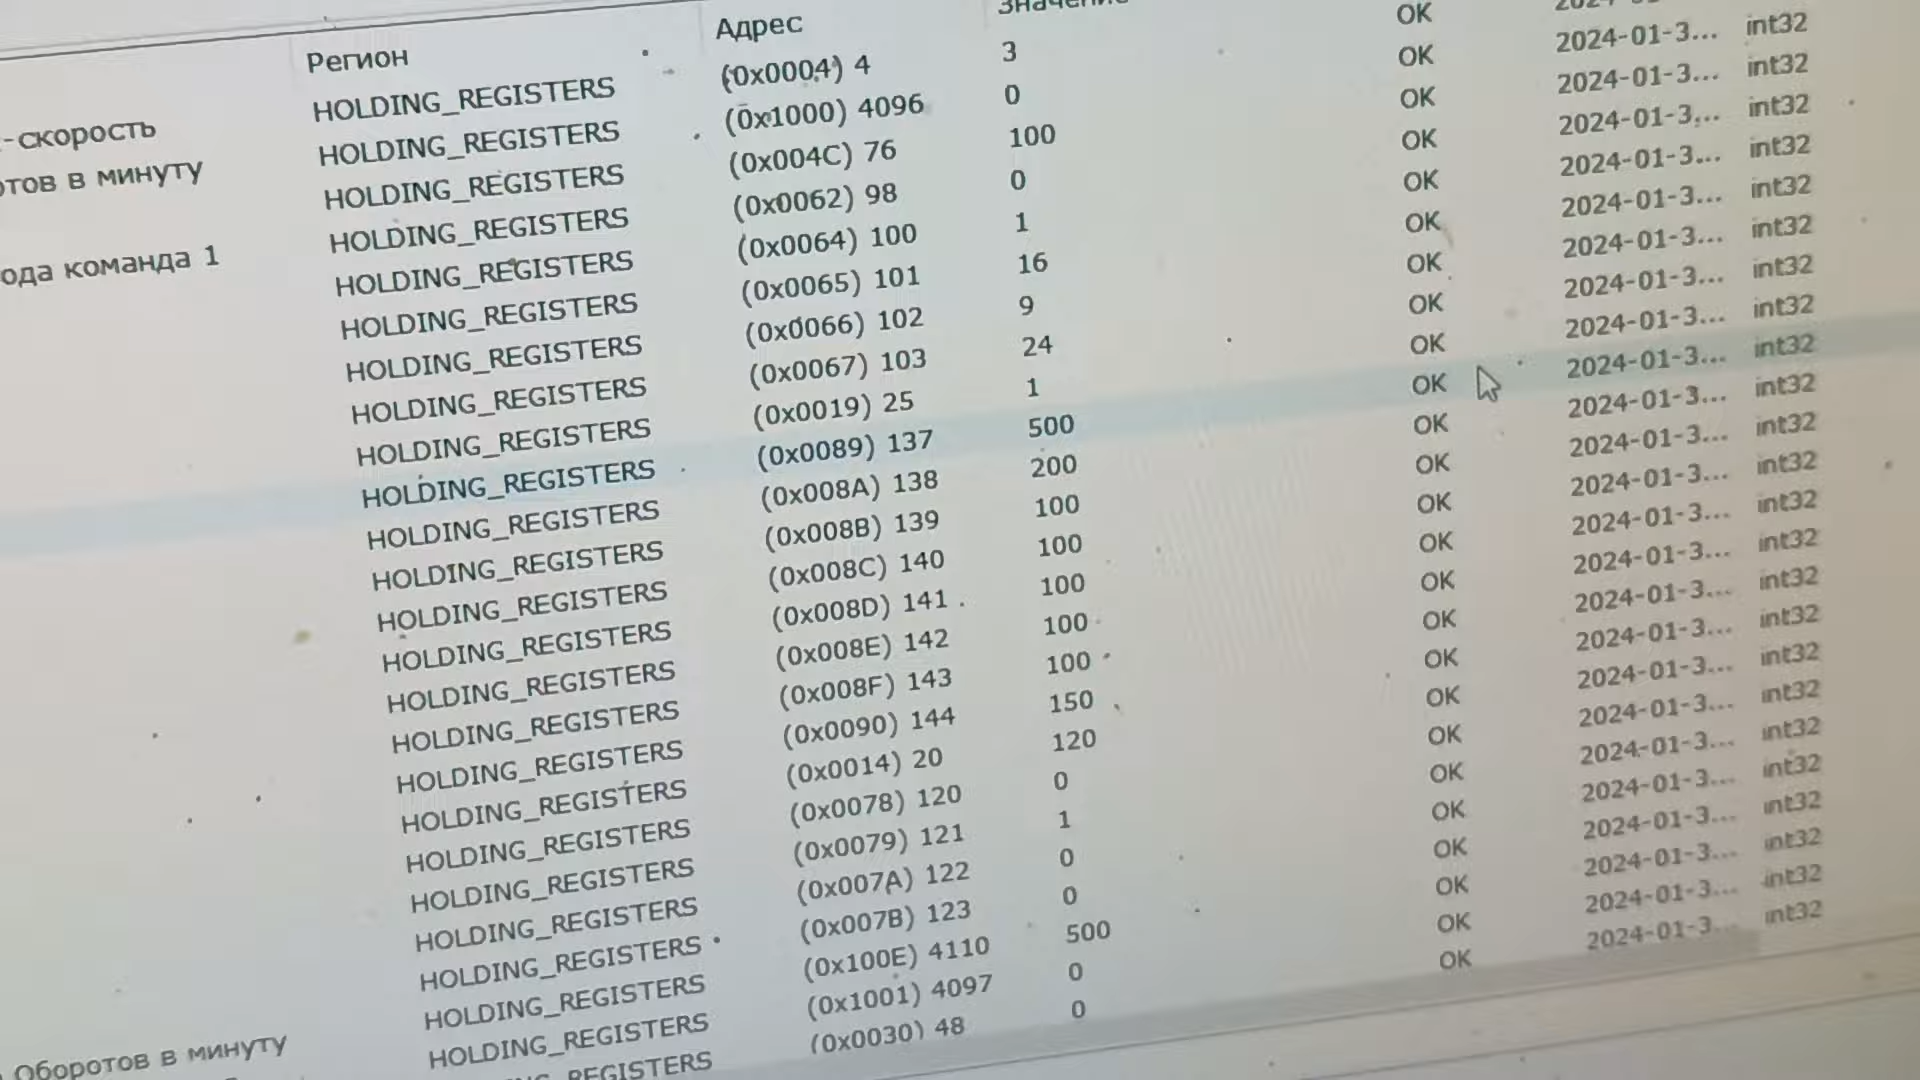 Регион Адрес
-скорость HOLDING_REGISTERS (0x0004) 4 3 OK
отов в минуту HOLDING_REGISTERS (0x1000) 4096 0 OK 2024-01-3... int32
HOLDING_REGISTERS (0x004C) 76 100 OK 2024-01-3... int32
ода команда 1 HOLDING_REGISTERS (0x0062) 98 0 OK 2024-01-3... int32
HOLDING_REGISTERS (0x0064) 100 1 OK 2024-01-3... int32
HOLDING_REGISTERS (0x0065) 101 16 OK 2024-01-3... int32
HOLDING_REGISTERS (0x0066) 102 9 OK 2024-01-3... int32
HOLDING_REGISTERS (0x0067) 103 24 OK 2024-01-3... int32
HOLDING_REGISTERS (0x0019) 25 1 OK 2024-01-3... int32
HOLDING_REGISTERS (0x0089) 137 500 OK 2024-01-3... int32
HOLDING_REGISTERS (0x008A) 138 200 OK 2024-01-3... int32
HOLDING_REGISTERS (0x008B) 139 100 OK 2024-01-3... int32
HOLDING_REGISTERS (0x008C) 140 100 OK 2024-01-3... int32
HOLDING_REGISTERS (0x008D) 141 100 OK 2024-01-3... int32
HOLDING_REGISTERS (0x008E) 142 100 OK 2024-01-3... int32
HOLDING_REGISTERS (0x008F) 143 100 OK 2024-01-3... int32
HOLDING_REGISTERS (0x0090) 144 150 OK 2024-01-3... int32
HOLDING_REGISTERS (0x0014) 20 120 OK 2024-01-3... int32
HOLDING_REGISTERS (0x0078) 120 0 OK 2024-01-3... int32
HOLDING_REGISTERS (0x0079) 121 1 OK 2024-01-3... int32
HOLDING_REGISTERS (0x007A) 122 0 OK 2024-01-3... int32
HOLDING_REGISTERS (0x007B) 123 0 OK 2024-01-3... int32
Оборотов в минуту HOLDING_REGISTERS (0x100E) 4110 500 OK 2024-01-3... int32
HOLDING_REGISTERS (0x1001) 4097 0 OK 2024-01-3... int32
REGISTERS (0x0030) 48 0 OK 2024-01-3... int32